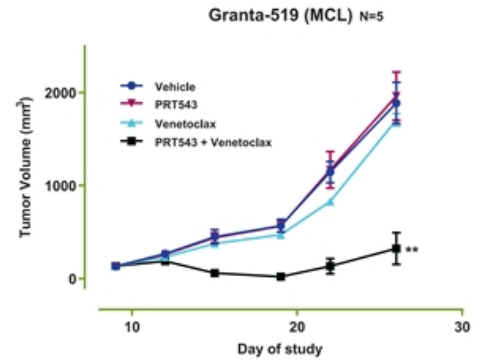 Granta-519 (MCL) N=5
Tumor Volume (mm³)
2000
1000
0
Vehicle
PRT543
Venetoclax
PRT543 + Venetoclax
**
10
20
30
Day of study